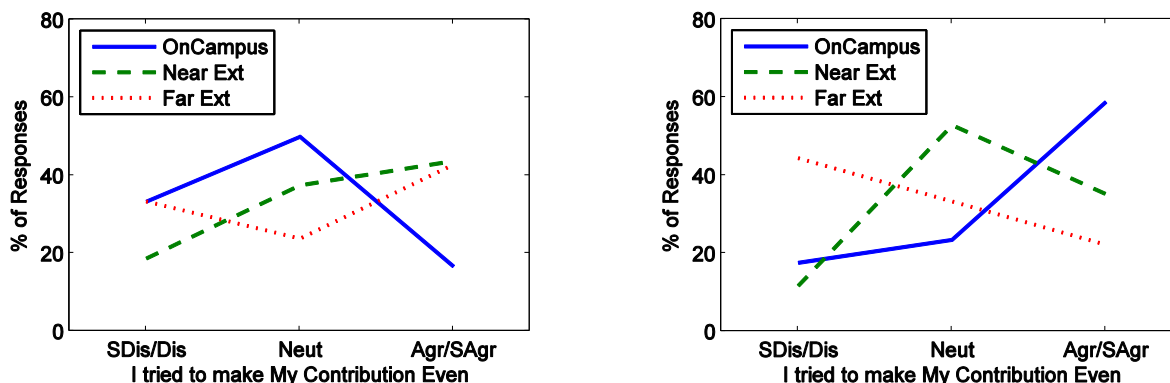 80
60
40
20
0
% of Responses
OnCampus
Near Ext
Far Ext
SDis/Dis Neut Agr/SAgr
I tried to make My Contribution Even
80
60
40
20
0
% of Responses
OnCampus
Near Ext
Far Ext
SDis/Dis Neut Agr/SAgr
I tried to make My Contribution Even